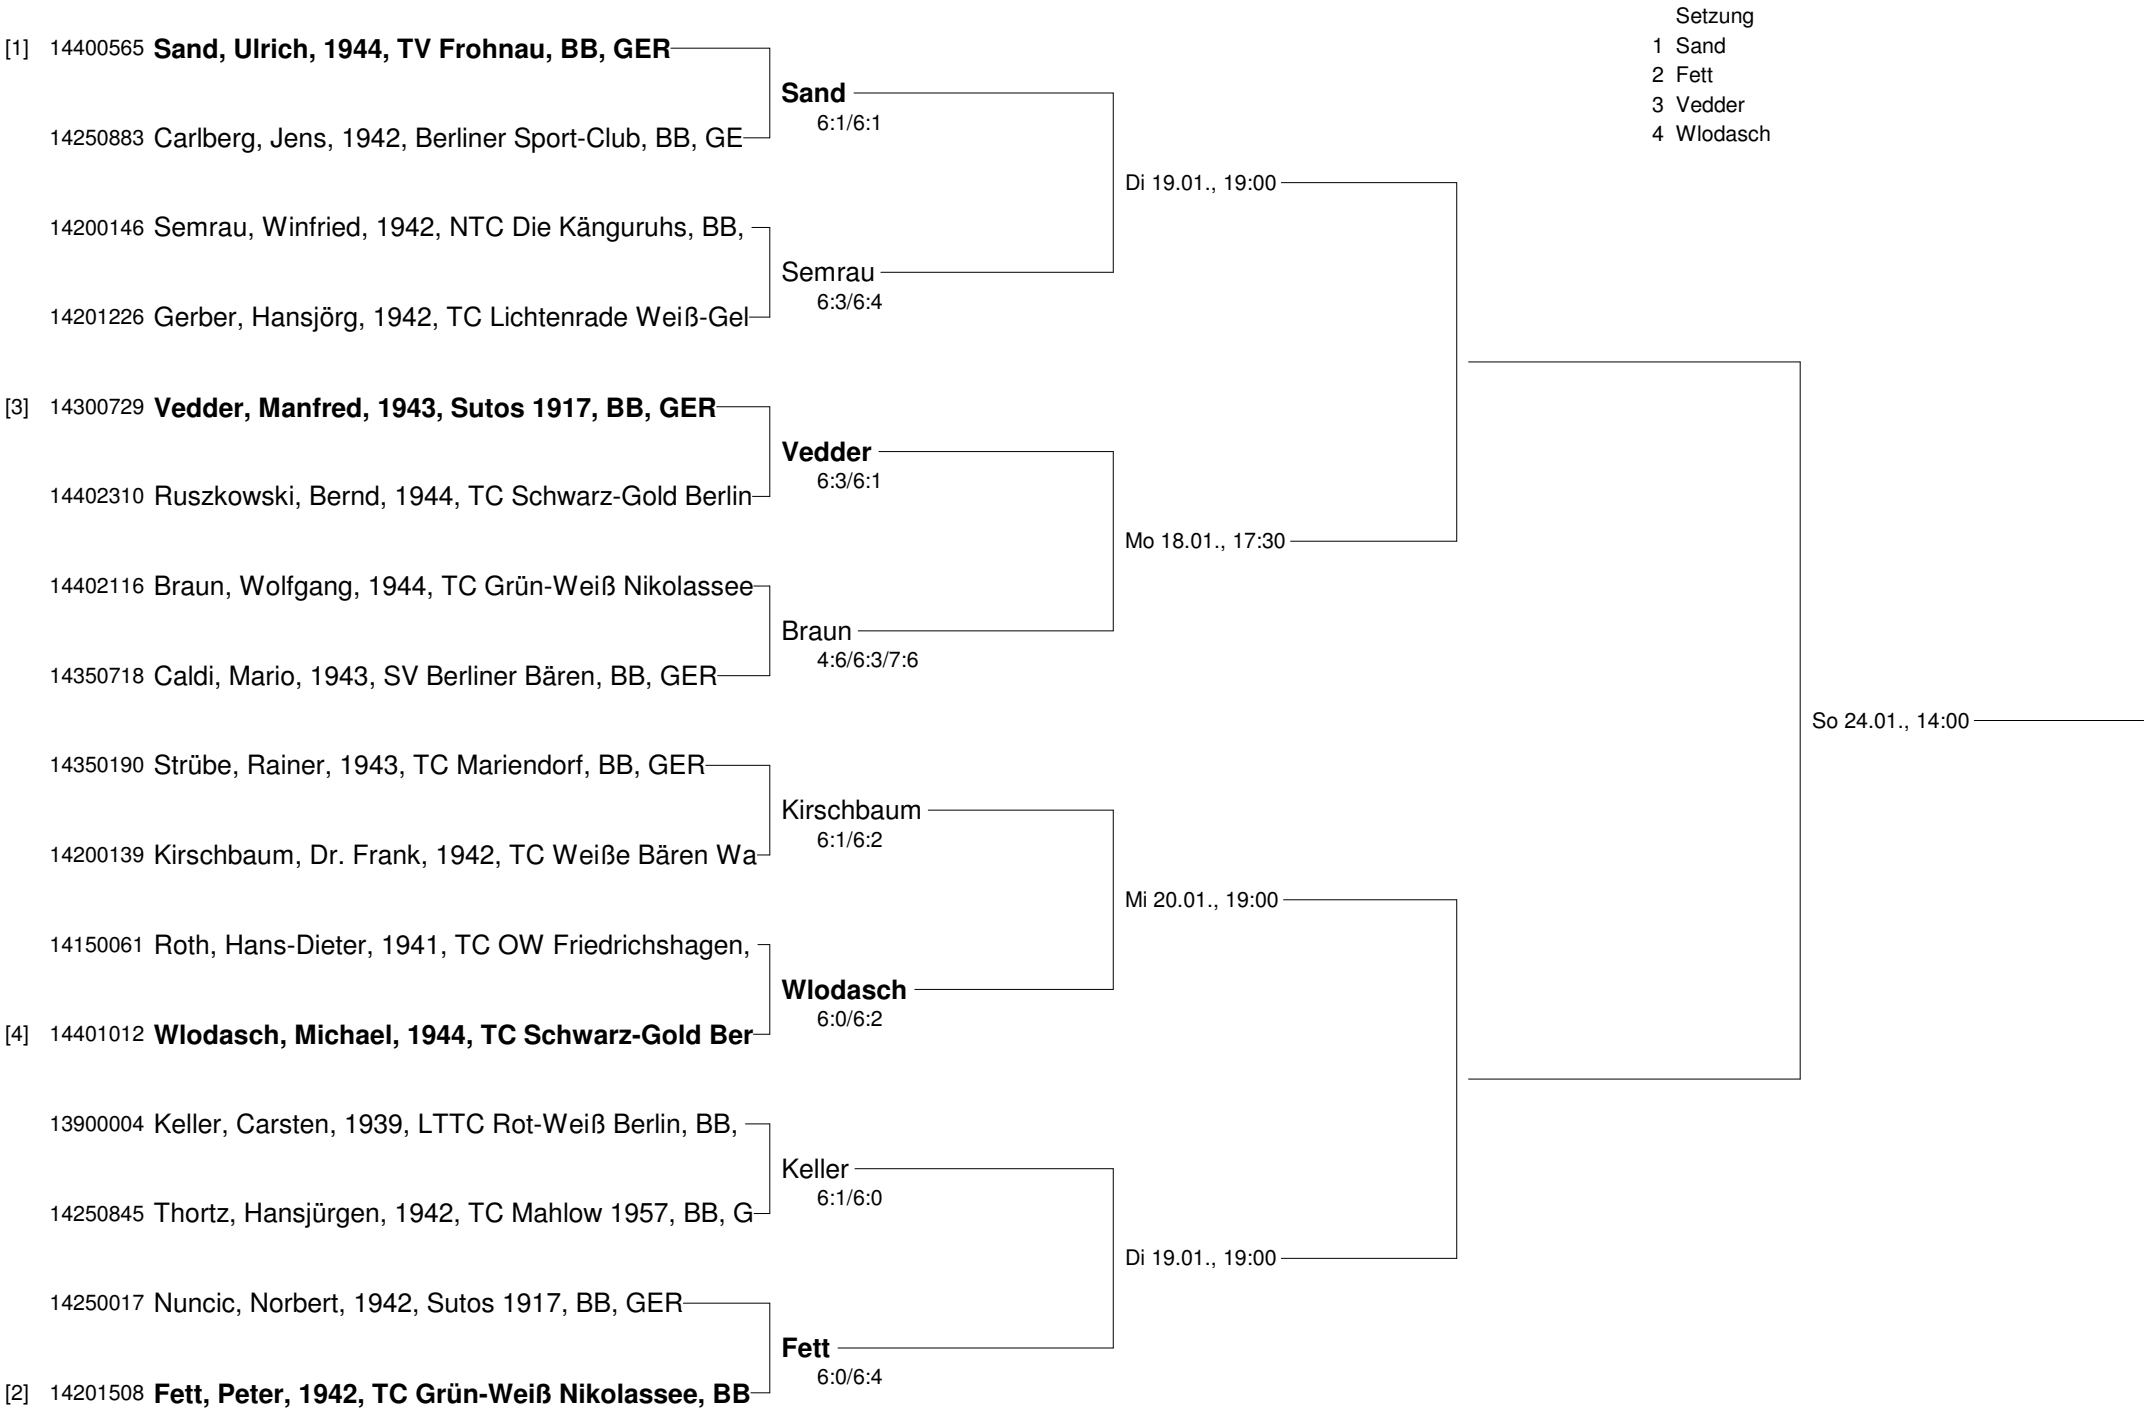 Setzung
1 Sand
2 Fett
3 Vedder
4 Wlodasch
[1] 14400565 Sand, Ulrich, 1944, TV Frohnau, BB, GER
Sand
6:1/6:1
14250883 Carlberg, Jens, 1942, Berliner Sport-Club, BB, GE
Di 19.01., 19:00
14200146 Semrau, Winfried, 1942, NTC Die Känguruhs, BB,
Semrau
6:3/6:4
14201226 Gerber, Hansjörg, 1942, TC Lichtenrade Weiß-Gel
[3] 14300729 Vedder, Manfred, 1943, Sutos 1917, BB, GER
Vedder
6:3/6:1
14402310 Ruszkowski, Bernd, 1944, TC Schwarz-Gold Berlin
Mo 18.01., 17:30
14402116 Braun, Wolfgang, 1944, TC Grün-Weiß Nikolassee
Braun
4:6/6:3/7:6
14350718 Caldi, Mario, 1943, SV Berliner Bären, BB, GER
So 24.01., 14:00
14350190 Strübe, Rainer, 1943, TC Mariendorf, BB, GER
Kirschbaum
6:1/6:2
14200139 Kirschbaum, Dr. Frank, 1942, TC Weiße Bären Wa
Mi 20.01., 19:00
14150061 Roth, Hans-Dieter, 1941, TC OW Friedrichshagen,
Wlodasch
6:0/6:2
[4] 14401012 Wlodasch, Michael, 1944, TC Schwarz-Gold Ber
13900004 Keller, Carsten, 1939, LTTC Rot-Weiß Berlin, BB,
Keller
6:1/6:0
14250845 Thortz, Hansjürgen, 1942, TC Mahlow 1957, BB, G
Di 19.01., 19:00
14250017 Nuncic, Norbert, 1942, Sutos 1917, BB, GER
Fett
6:0/6:4
[2] 14201508 Fett, Peter, 1942, TC Grün-Weiß Nikolassee, BB